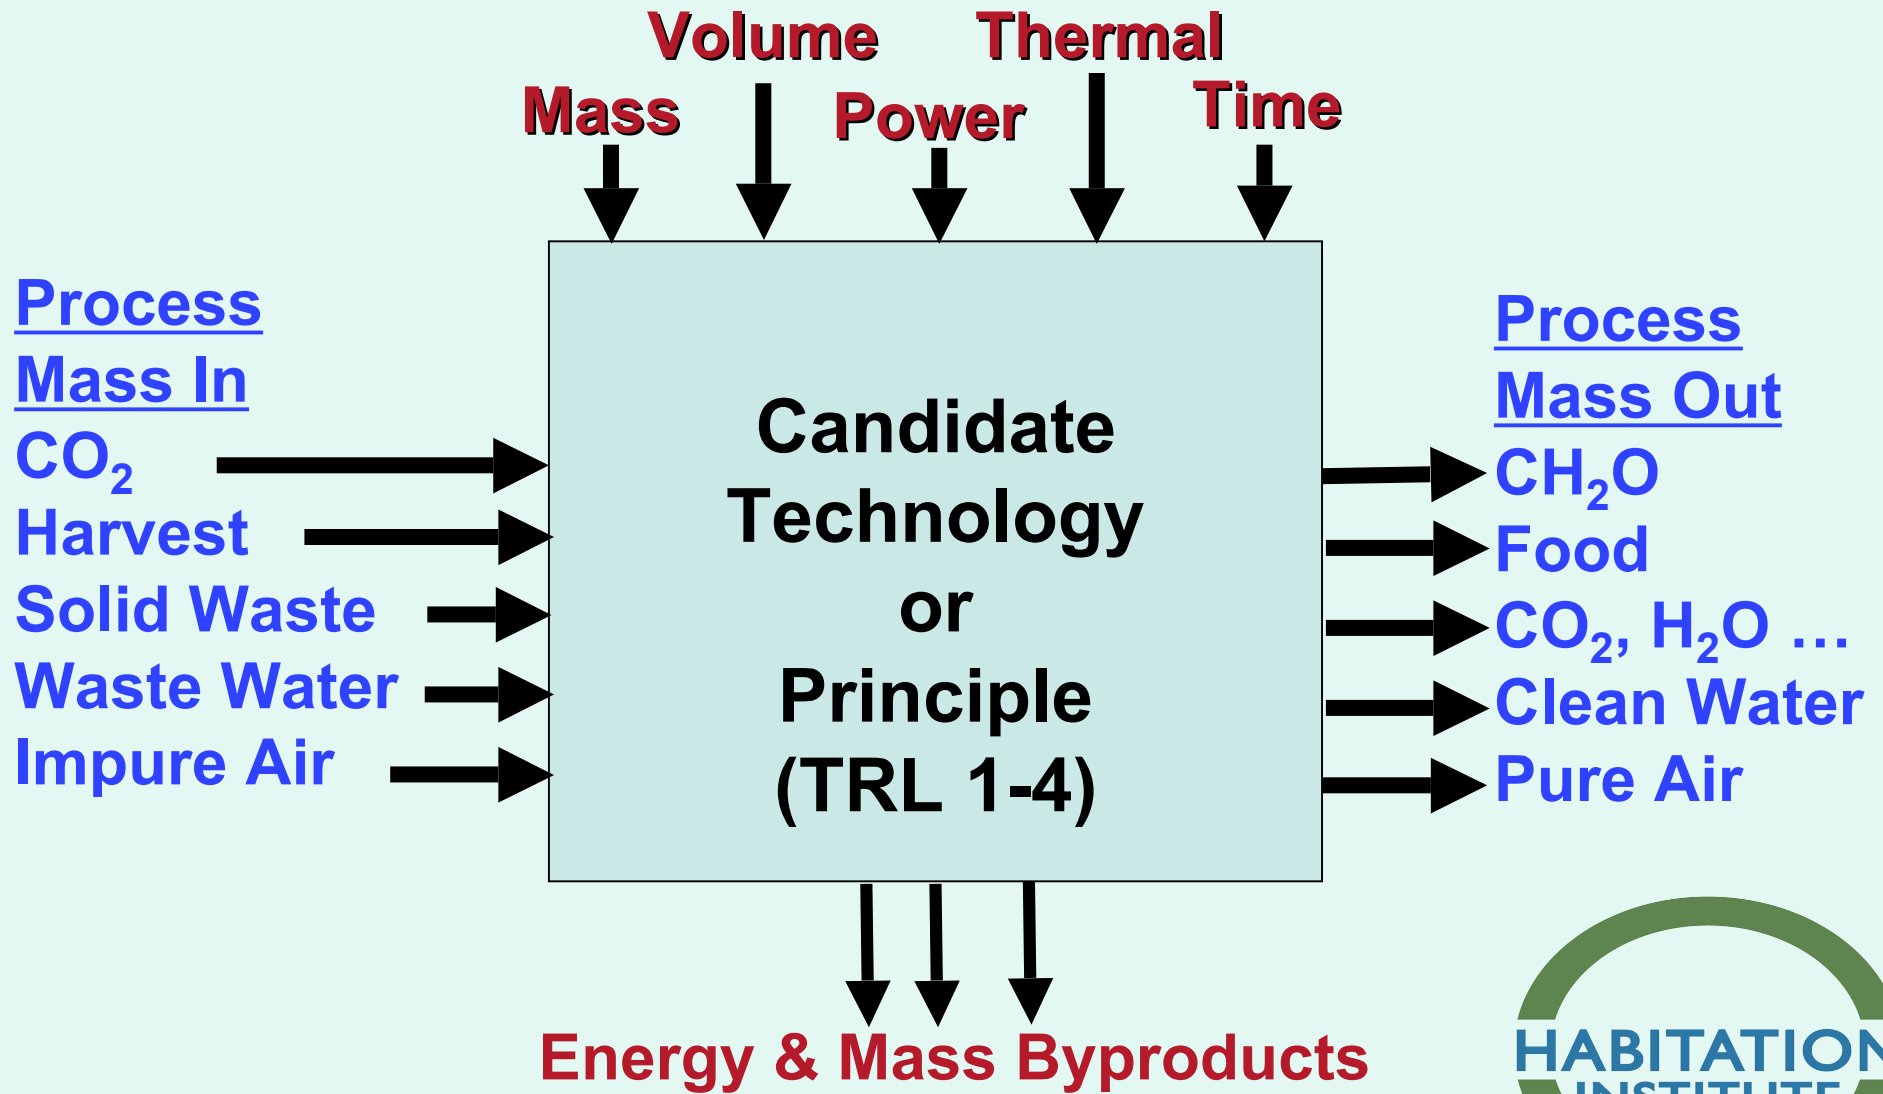 Volume Thermal
Mass Power Time
Process
Mass In
CO₂
Harvest
Solid Waste
Waste Water
Impure Air
Candidate
Technology
or
Principle
(TRL 1-4)
Process
Mass Out
CH₂O
Food
CO₂, H₂O …
Clean Water
Pure Air
Energy & Mass Byproducts
HABITATION
INSTITUTE